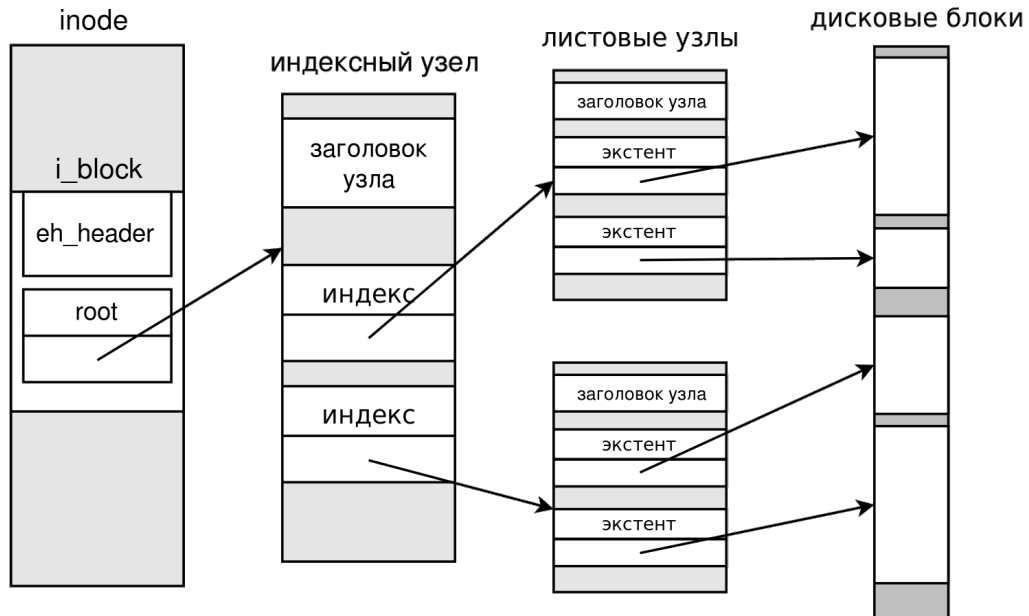 inode
i_block
eh_header
root
индексный узел
заголовок
узла
индекс
индекс
листовые узлы
заголовок узла
экстент
экстент
заголовок узла
экстент
экстент
дисковые блоки